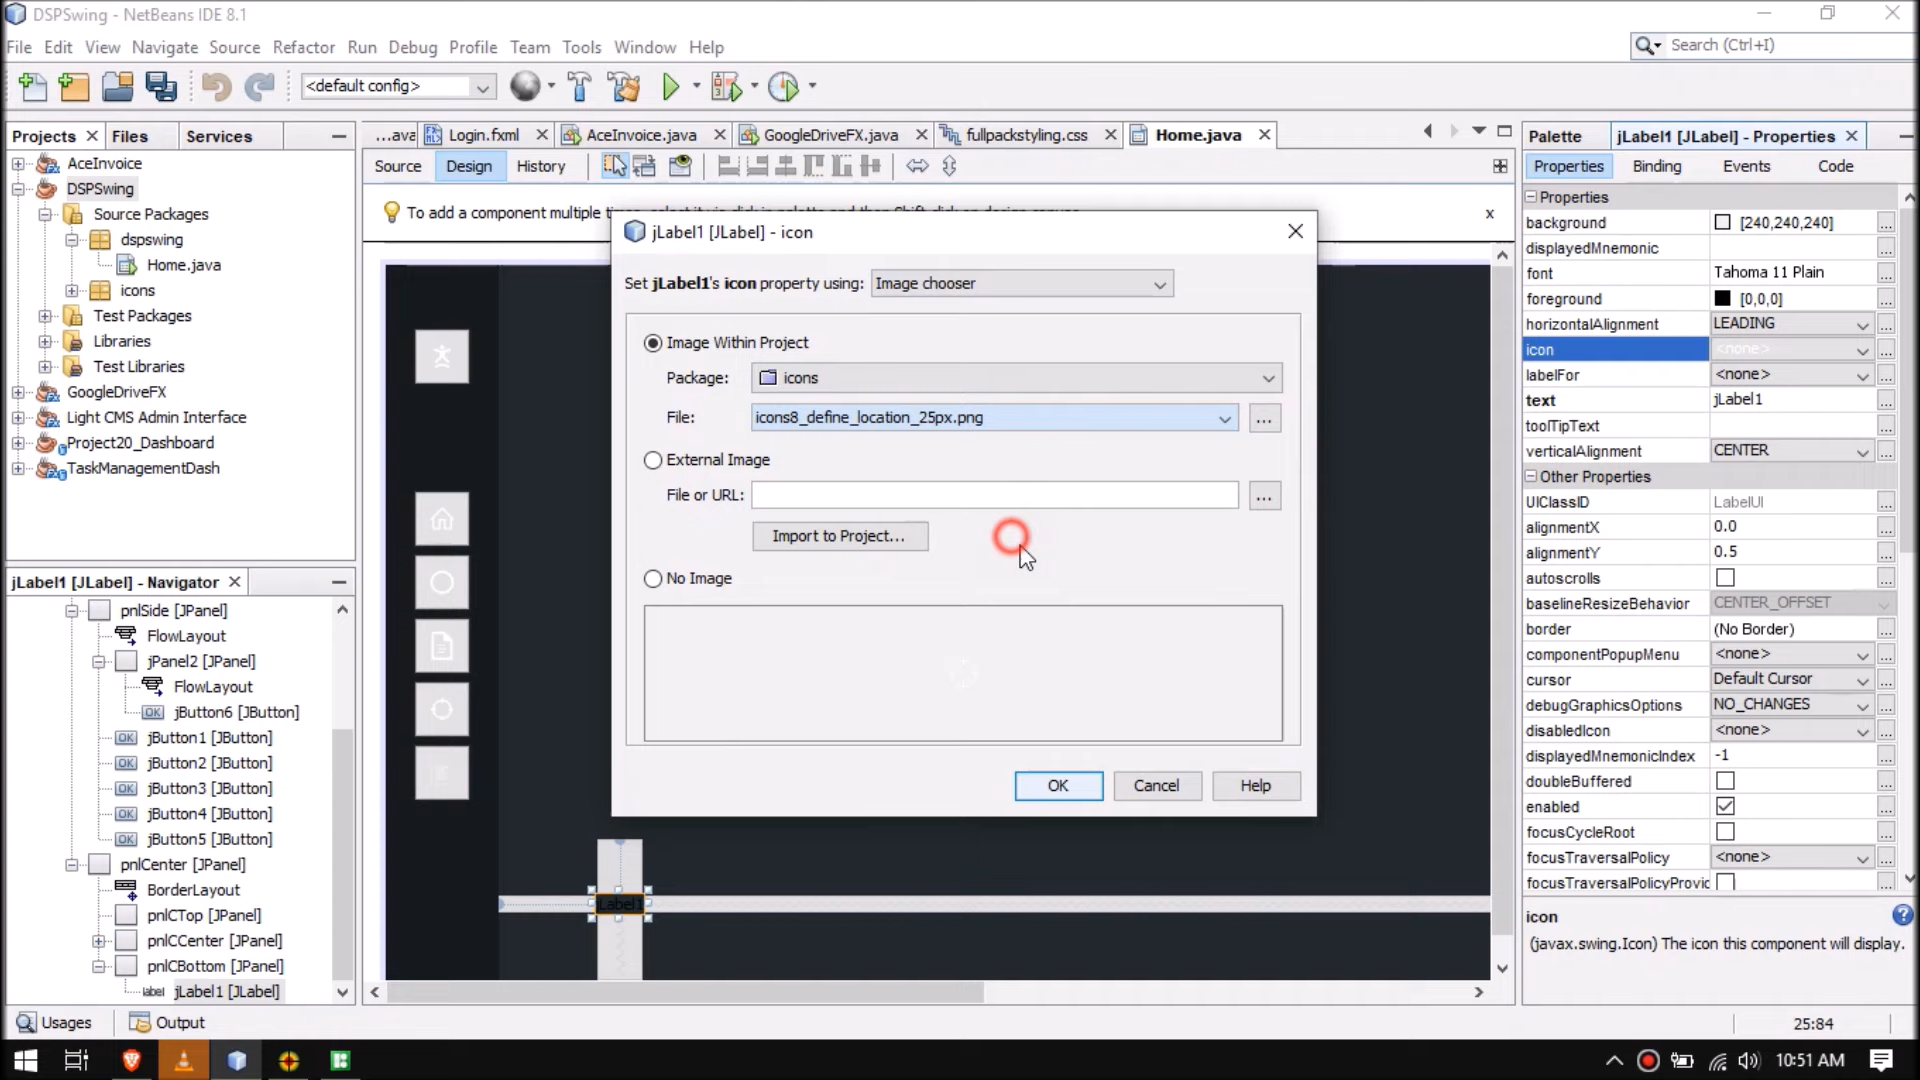 DSPSwing - NetBeans IDE 8.1
File Edit View Navigate Source Refactor Run Debug Profile Team Tools Window Help
Search (Ctrl+I)
<default config>
Projects Files Services
...ava Login.fxml AceInvoice.java GoogleDriveFX.java fullpackstyling.css Home.java
Palette jLabel1 [JLabel] - Properties
Source Design History
Properties Binding Events Code
To add a component multiple
AceInvoice
DSPSwing
Source Packages
dspswing
Home.java
icons
Test Packages
Libraries
Test Libraries
GoogleDriveFX
Light CMS Admin Interface
Project20_Dashboard
TaskManagementDash
jLabel1 [JLabel] - Navigator
pnlSide [JPanel]
FlowLayout
jPanel2 [JPanel]
FlowLayout
OK jButton6 [JButton]
OK jButton1 [JButton]
OK jButton2 [JButton]
OK jButton3 [JButton]
OK jButton4 [JButton]
OK jButton5 [JButton]
pnlCenter [JPanel]
BorderLayout
pnlCTop [JPanel]
pnlCCenter [JPanel]
pnlCBottom [JPanel]
label jLabel1 [JLabel]
jLabel1 [JLabel] - icon
Set jLabel1's icon property using: Image chooser
Image Within Project
Package: icons
File: icons8_define_location_25px.png ...
External Image
File or URL: ...
Import to Project...
No Image
OK Cancel Help
jLabel1
Properties
background [240,240,240] ...
displayedMnemonic ...
font Tahoma 11 Plain ...
foreground [0,0,0] ...
horizontalAlignment LEADING ...
icon <none> ...
labelFor <none> ...
text jLabel1 ...
toolTipText ...
verticalAlignment CENTER ...
Other Properties
UIClassID LabelUI ...
alignmentX 0.0 ...
alignmentY 0.5 ...
autoscrolls ...
baselineResizeBehavior CENTER_OFFSET ...
border (No Border) ...
componentPopupMenu <none> ...
cursor Default Cursor ...
debugGraphicsOptions NO_CHANGES ...
disabledIcon <none> ...
displayedMnemonicIndex -1 ...
doubleBuffered ...
enabled ...
focusCycleRoot ...
focusTraversalPolicy <none> ...
focusTraversalPolicyProvic ...
icon
(javax.swing.Icon) The icon this component will display.
Usages Output
25:84
10:51 AM